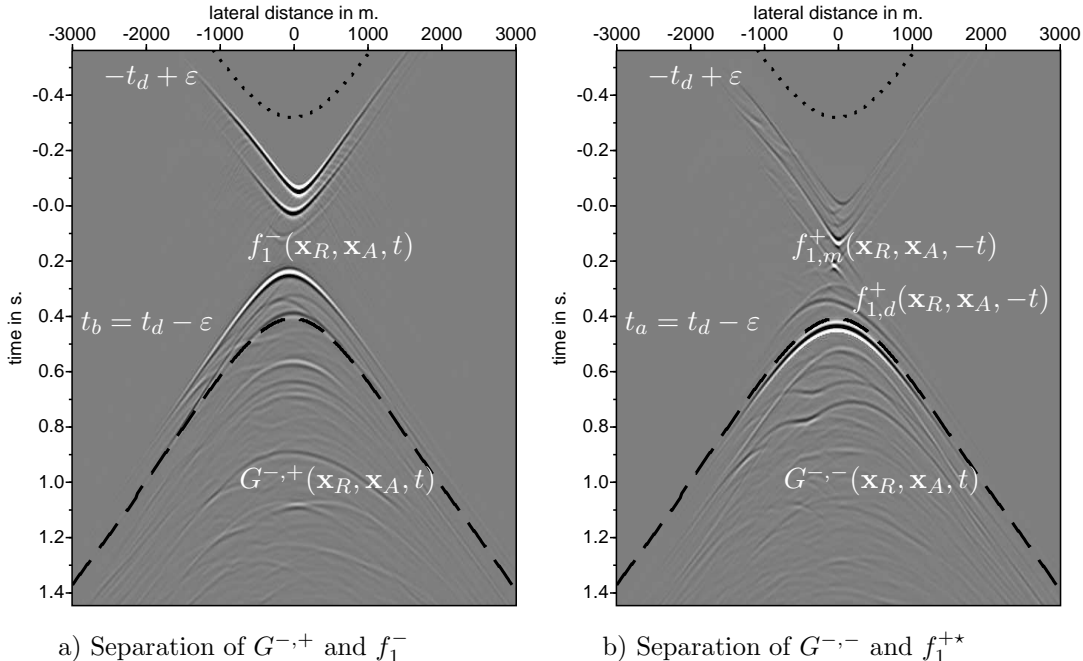 lateral distance in m.
-3000 -2000 -1000 0 1000 2000 3000
-0.4
-0.2
-0.0
0.2
0.4
0.6
0.8
1.0
1.2
1.4
time in s.
−t_d + ε
f_1^−(x_R, x_A, t)
t_b = t_d − ε
G^{−,+}(x_R, x_A, t)
a) Separation of G^{−,+} and f_1^−
lateral distance in m.
-3000 -2000 -1000 0 1000 2000 3000
-0.4
-0.2
-0.0
0.2
0.4
0.6
0.8
1.0
1.2
1.4
time in s.
−t_d + ε
f_{1,m}^+(x_R, x_A, −t)
f_{1,d}^+(x_R, x_A, −t)
t_a = t_d − ε
G^{−,−}(x_R, x_A, t)
b) Separation of G^{−,−} and f_1^{+⋆}